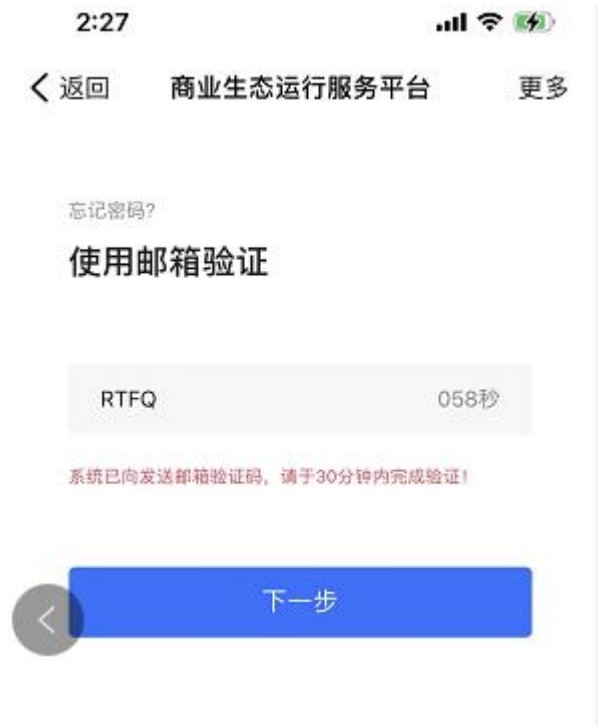 2:27
返回 商业生态运行服务平台 更多
忘记密码?
使用邮箱验证
RTFQ 058秒
系统已向发送邮箱验证码，请于30分钟内完成验证!
下一步